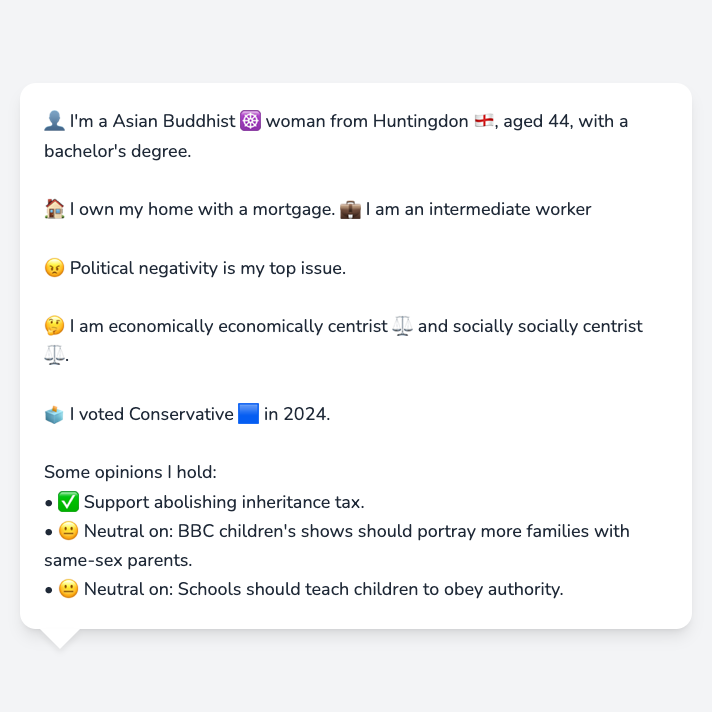 👤 I'm a Asian Buddhist ☸️ woman from Huntingdon 🏴󠁧󠁢󠁥󠁮󠁧󠁿, aged 44, with a
bachelor's degree.
🏠 I own my home with a mortgage. 💼 I am an intermediate worker
😠 Political negativity is my top issue.
🤔 I am economically economically centrist ⚖️ and socially socially centrist
⚖️.
🗳️ I voted Conservative 🟦 in 2024.
Some opinions I hold:
• ✅ Support abolishing inheritance tax.
• 😐 Neutral on: BBC children's shows should portray more families with
same-sex parents.
• 😐 Neutral on: Schools should teach children to obey authority.